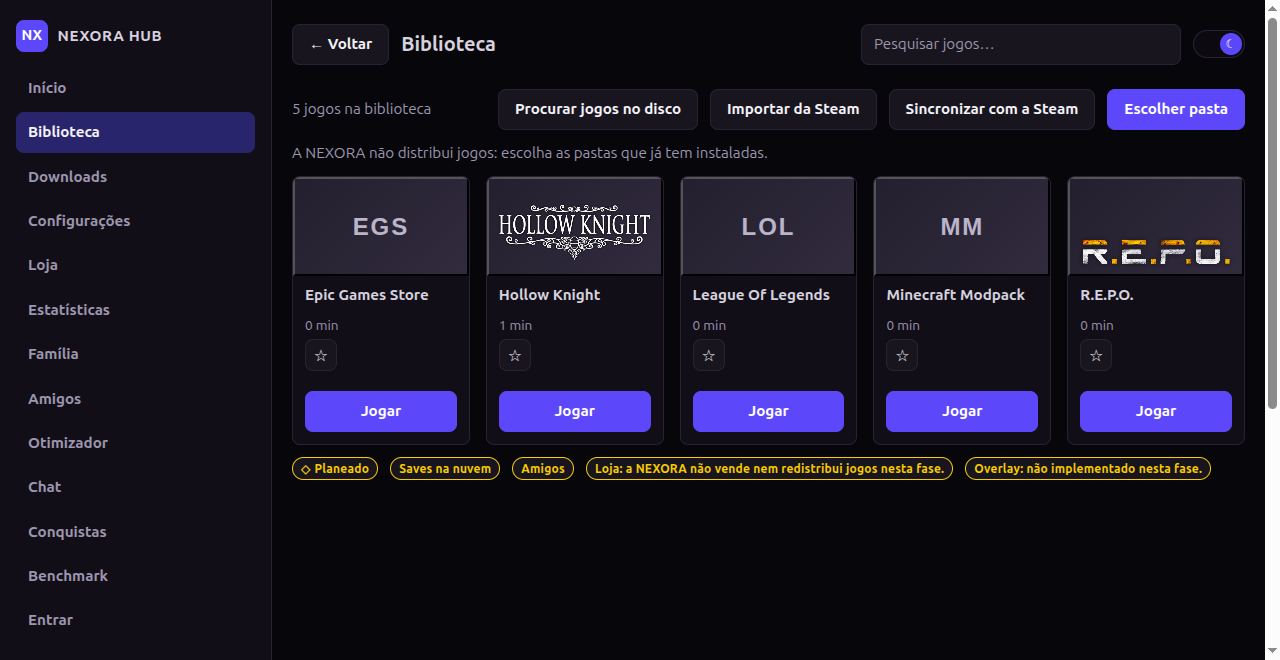 NX NEXORA HUB
Início
Biblioteca
Downloads
Configurações
Loja
Estatísticas
Família
Amigos
Otimizador
Chat
Conquistas
Benchmark
Entrar
← Voltar Biblioteca Pesquisar jogos…
5 jogos na biblioteca Procurar jogos no disco Importar da Steam Sincronizar com a Steam Escolher pasta
A NEXORA não distribui jogos: escolha as pastas que já tem instaladas.
EGS HOLLOW KNIGHT LOL MM R.E.P.O.
Epic Games Store Hollow Knight League Of Legends Minecraft Modpack R.E.P.O.
0 min 1 min 0 min 0 min 0 min
Jogar Jogar Jogar Jogar Jogar
◇ Planeado Saves na nuvem Amigos Loja: a NEXORA não vende nem redistribui jogos nesta fase. Overlay: não implementado nesta fase.